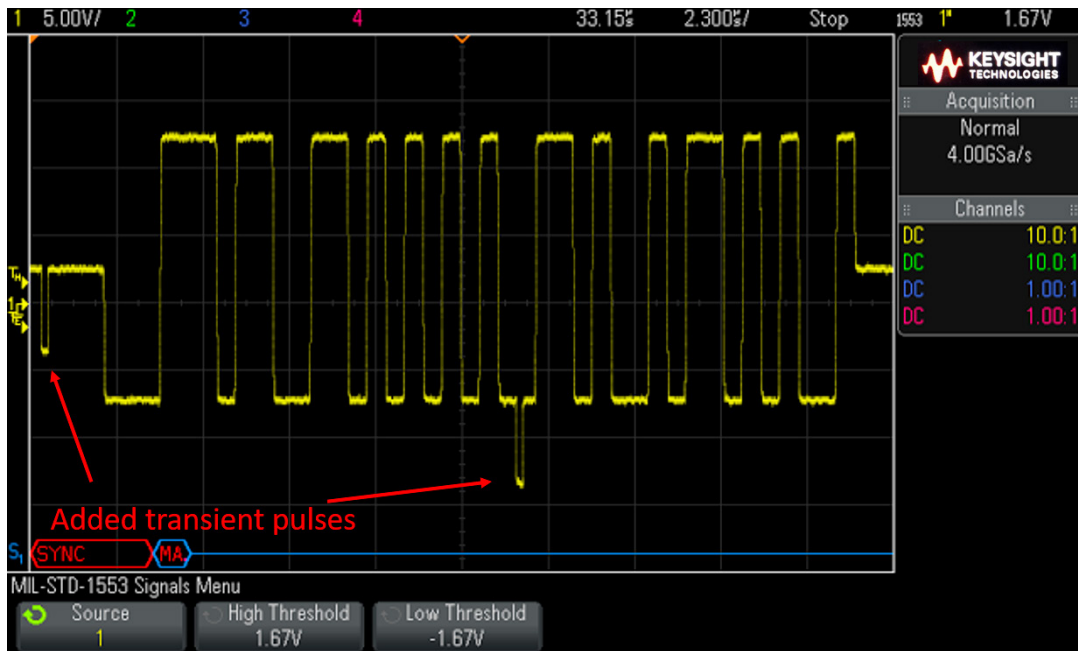 1 5.00V/ 2 3 4 33.15s 2.300s/ Stop 1553 1 1.67V
KEYSIGHT
TECHNOLOGIES
Acquisition
Normal
4.00GSa/s
Channels
DC 10.0:1
DC 10.0:1
DC 1.00:1
DC 1.00:1
TH
1
Added transient pulses
S1 SYNC MA
MIL-STD-1553 Signals Menu
Source High Threshold Low Threshold
1 1.67V -1.67V